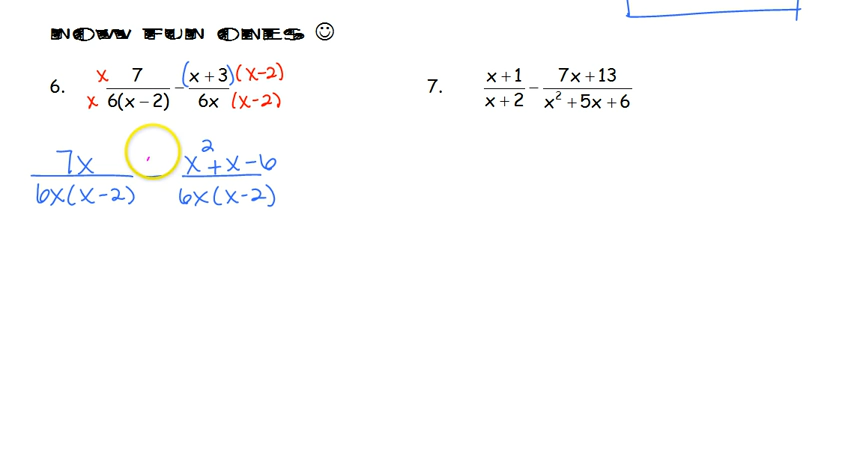 NOW FUN ONES ☺
6. x 7 / x 6(x − 2) − (x + 3)(x − 2) / 6x (x − 2)
7x / 6x(x − 2) − x² + x − 6 / 6x(x − 2)
7. x + 1 / x + 2 − 7x + 13 / x² + 5x + 6